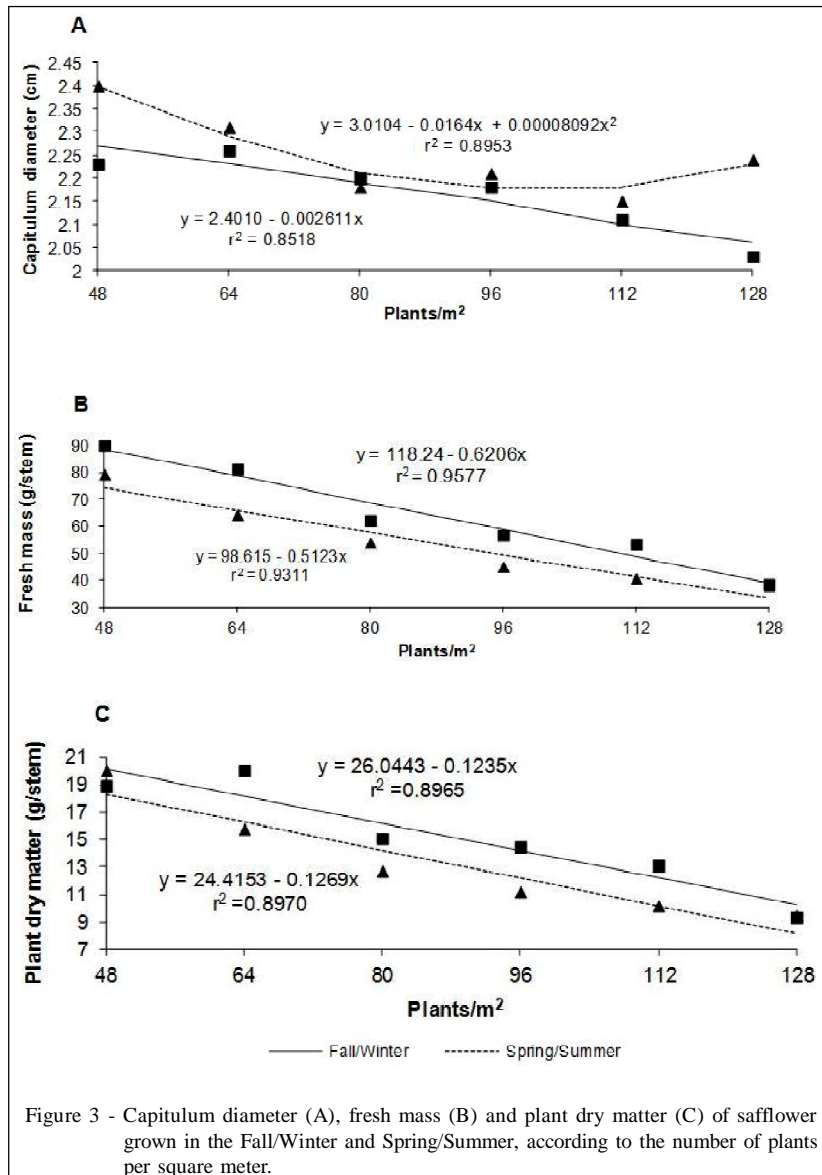 A
Capitulum diameter (cm)
2.45
2.4
2.35
2.3
2.25
2.2
2.15
2.1
2.05
2
y = 3.0104 - 0.0164x + 0.00008092x²
r² = 0.8953
y = 2.4010 - 0.002611x
r² = 0.8518
48 64 80 96 112 128
Plants/m²
B
Fresh mass (g/stem)
90
80
70
60
50
40
30
y = 118.24 - 0.6206x
r² = 0.9577
y = 98.615 - 0.5123x
r² = 0.9311
48 64 80 96 112 128
Plants/m²
C
Plant dry matter (g/stem)
21
19
17
15
13
11
9
7
y = 26.0443 - 0.1235x
r² =0.8965
y = 24.4153 - 0.1269x
r² =0.8970
48 64 80 96 112 128
Plants/m²
Fall/Winter Spring/Summer
Figure 3 - Capitulum diameter (A), fresh mass (B) and plant dry matter (C) of safflower
grown in the Fall/Winter and Spring/Summer, according to the number of plants
per square meter.